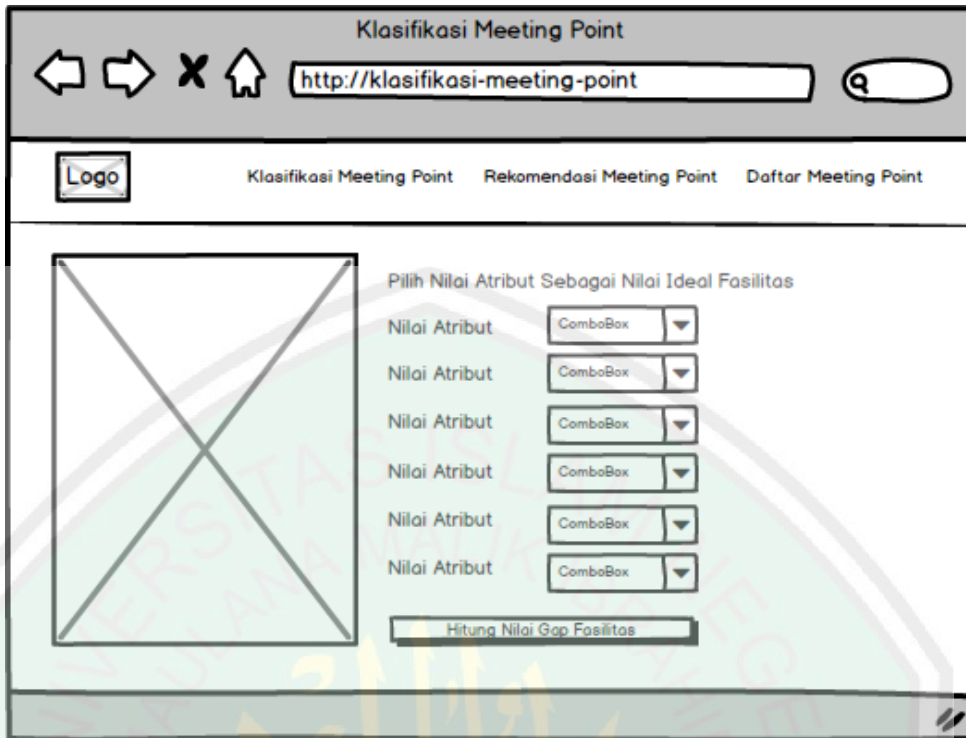 Klasifikasi Meeting Point
http://klasifikasi-meeting-point
Logo
Klasifikasi Meeting Point Rekomendasi Meeting Point Daftar Meeting Point
Pilih Nilai Atribut Sebagai Nilai Ideal Fasilitas
Nilai Atribut ComboBox
Nilai Atribut ComboBox
Nilai Atribut ComboBox
Nilai Atribut ComboBox
Nilai Atribut ComboBox
Nilai Atribut ComboBox
Hitung Nilai Gap Fasilitas